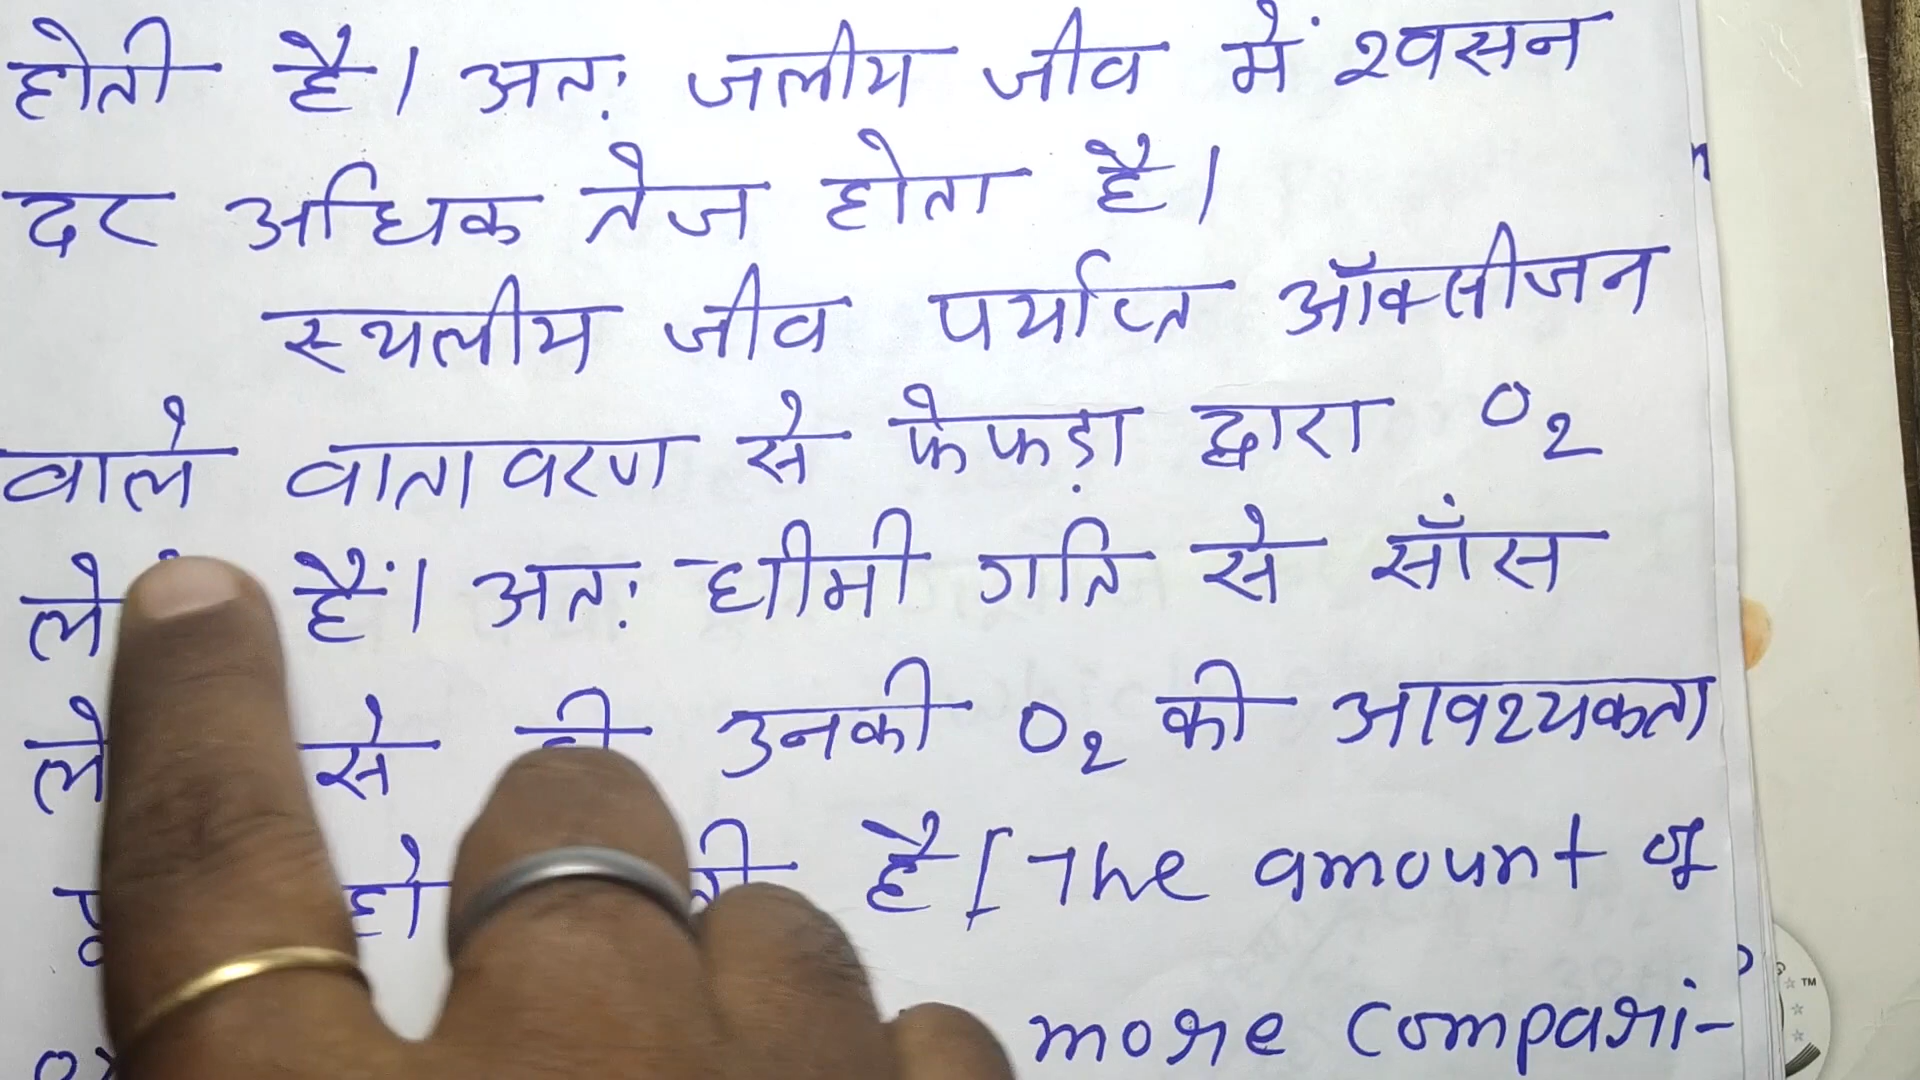 होती है। अतः जलीय जीव में श्वसन
दर अधिक तेज होता है।
स्थलीय जीव पर्याप्त ऑक्सीजन
वाले वातावरण से फेफड़ा द्वारा O₂
है। अतः धीमी गति से साँस
से ही उनकी O₂ की आवश्यकता
हो है [The amount of
more compari-
TM